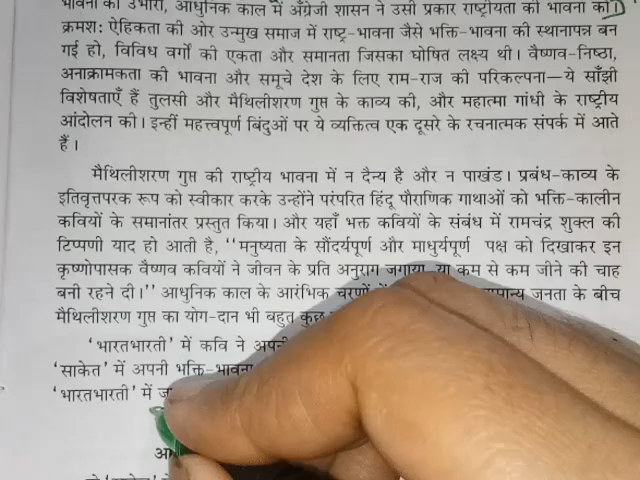 भावना को उभारा, आधुनिक काल में अँग्रेजी शासन ने उसी प्रकार राष्ट्रीयता की भावना को।
क्रमश: ऐहिकता की ओर उन्मुख समाज में राष्ट्र-भावना जैसे भक्ति-भावना की स्थानापन्न बन
गई हो, विविध वर्गों की एकता और समानता जिसका घोषित लक्ष्य थी। वैष्णव-निष्ठा,
अनाक्रामकता की भावना और समूचे देश के लिए राम-राज की परिकल्पना—ये साँझी
विशेषताएँ हैं तुलसी और मैथिलीशरण गुप्त के काव्य की, और महात्मा गांधी के राष्ट्रीय
आंदोलन की। इन्हीं महत्त्वपूर्ण बिंदुओं पर ये व्यक्तित्व एक दूसरे के रचनात्मक संपर्क में आते
हैं।
मैथिलीशरण गुप्त की राष्ट्रीय भावना में न दैन्य है और न पाखंड। प्रबंध-काव्य के
इतिवृत्तपरक रूप को स्वीकार करके उन्होंने परंपरित हिंदू पौराणिक गाथाओं को भक्ति-कालीन
कवियों के समानांतर प्रस्तुत किया। और यहाँ भक्त कवियों के संबंध में रामचंद्र शुक्ल की
टिप्पणी याद हो आती है, ''मनुष्यता के सौंदर्यपूर्ण और माधुर्यपूर्ण पक्ष को दिखाकर इन
कृष्णोपासक वैष्णव कवियों ने जीवन के प्रति अनुराग जगाया, या कम से कम जीने की चाह
बनी रहने दी।'' आधुनिक काल के आरंभिक चरणों में जनता के बीच
मैथिलीशरण गुप्त का योग-दान भी बहुत कुछ
'भारतभारती' में कवि ने अपनी
'साकेत' में अपनी भक्ति-भावना
'भारतभारती' में